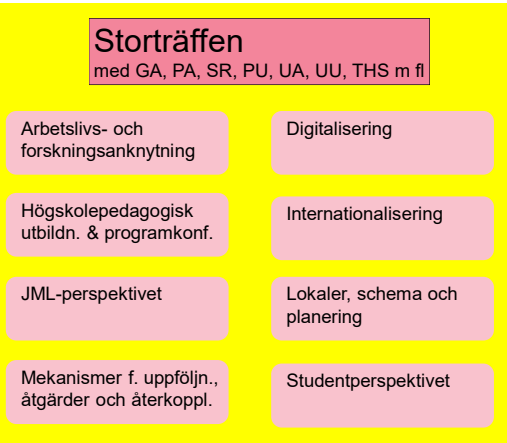 Storträffen
med GA, PA, SR, PU, UA, UU, THS m fl
Arbetslivs- och
forskningsanknytning
Digitalisering
Högskolepedagogisk
utbildn. & programkonf.
Internationalisering
JML-perspektivet
Lokaler, schema och
planering
Mekanismer f. uppföljn.,
åtgärder och återkoppl.
Studentperspektivet